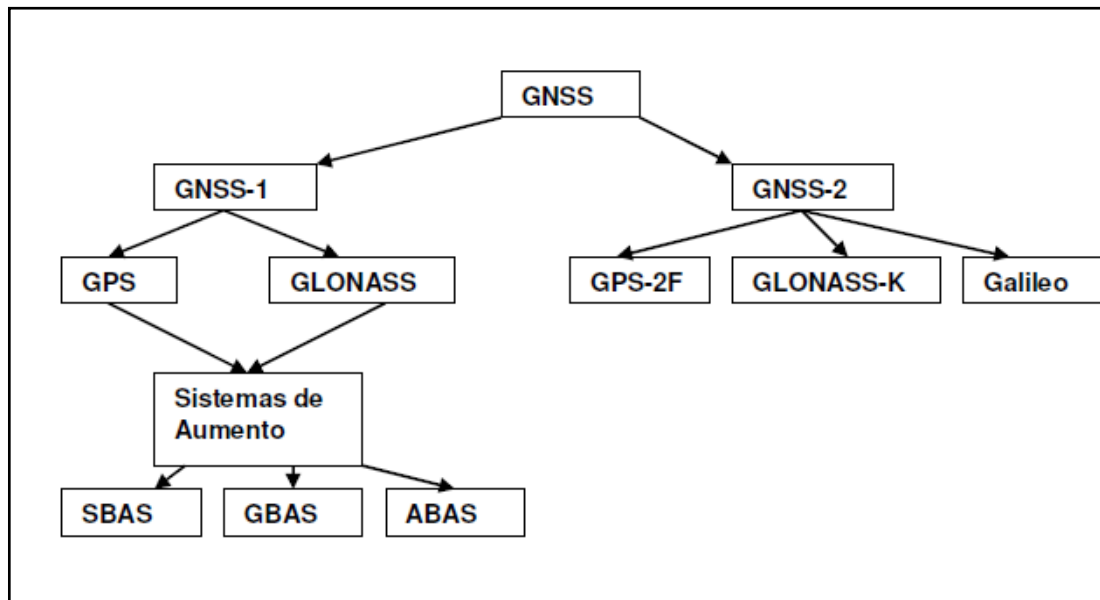 GNSS
GNSS-1
GNSS-2
GPS
GLONASS
GPS-2F
GLONASS-K
Galileo
Sistemas de
Aumento
SBAS
GBAS
ABAS